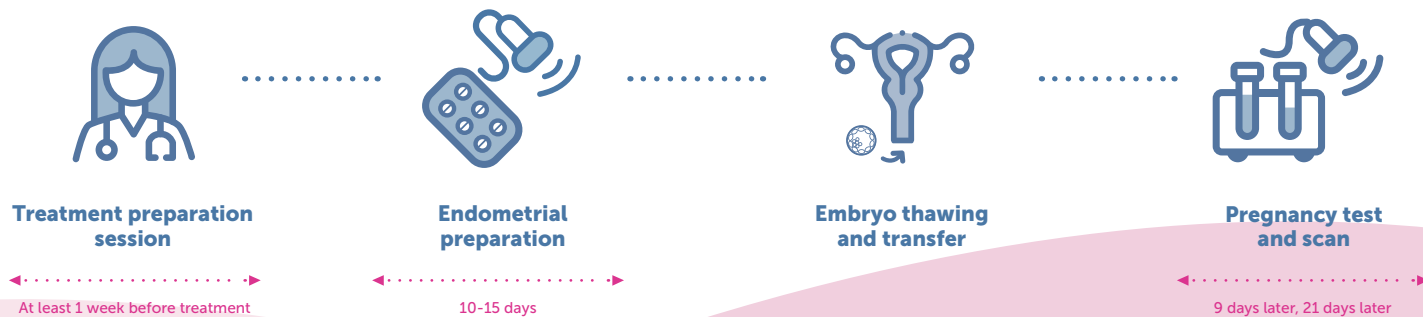 Treatment preparation
session
Endometrial
preparation
Embryo thawing
and transfer
Pregnancy test
and scan
At least 1 week before treatment
10-15 days
9 days later, 21 days later